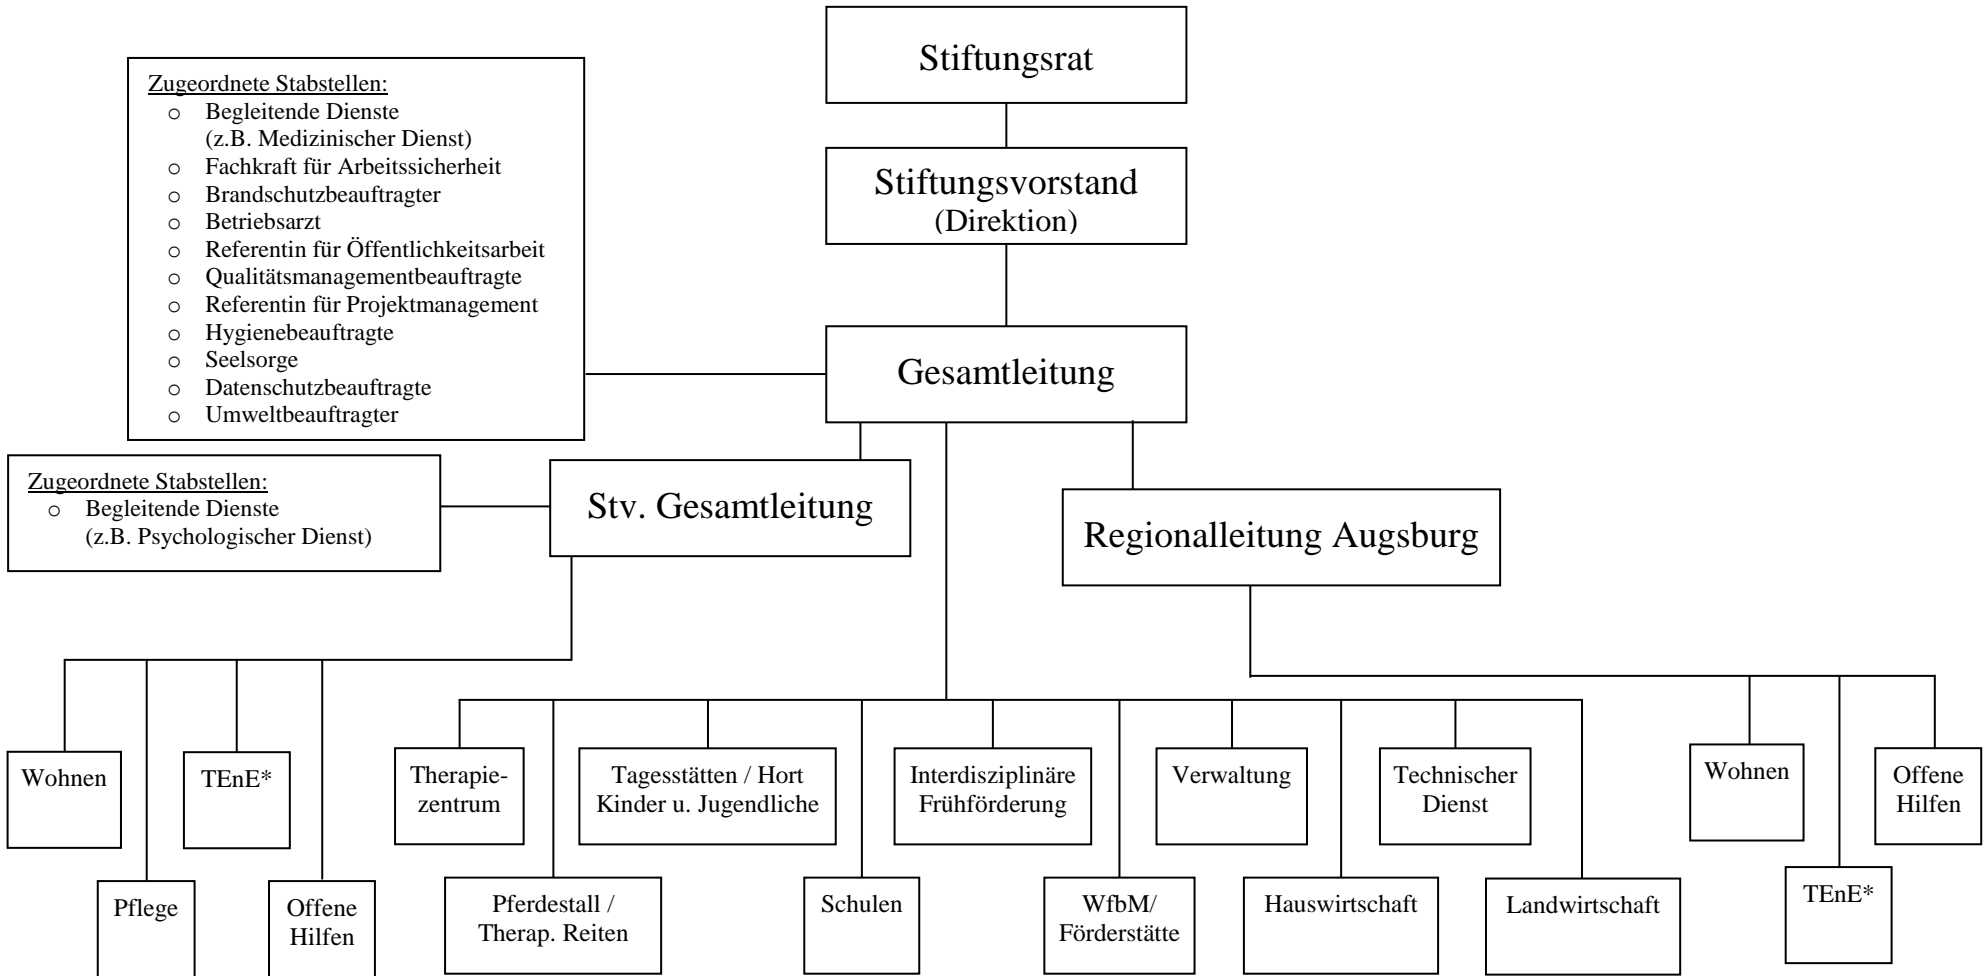 Stiftungsrat
Stiftungsvorstand
(Direktion)
Zugeordnete Stabstellen:
o Begleitende Dienste
(z.B. Medizinischer Dienst)
o Fachkraft für Arbeitssicherheit
o Brandschutzbeauftragter
o Betriebsarzt
o Referentin für Öffentlichkeitsarbeit
o Qualitätsmanagementbeauftragte
o Referentin für Projektmanagement
o Hygienebeauftragte
o Seelsorge
o Datenschutzbeauftragte
o Umweltbeauftragter
Gesamtleitung
Zugeordnete Stabstellen:
o Begleitende Dienste
(z.B. Psychologischer Dienst)
Stv. Gesamtleitung
Regionalleitung Augsburg
Wohnen
TEnE*
Therapie-
zentrum
Tagesstätten / Hort
Kinder u. Jugendliche
Interdisziplinäre
Frühförderung
Verwaltung
Technischer
Dienst
Wohnen
Offene
Hilfen
Pflege
Offene
Hilfen
Pferdestall /
Therap. Reiten
Schulen
WfbM/
Förderstätte
Hauswirtschaft
Landwirtschaft
TEnE*